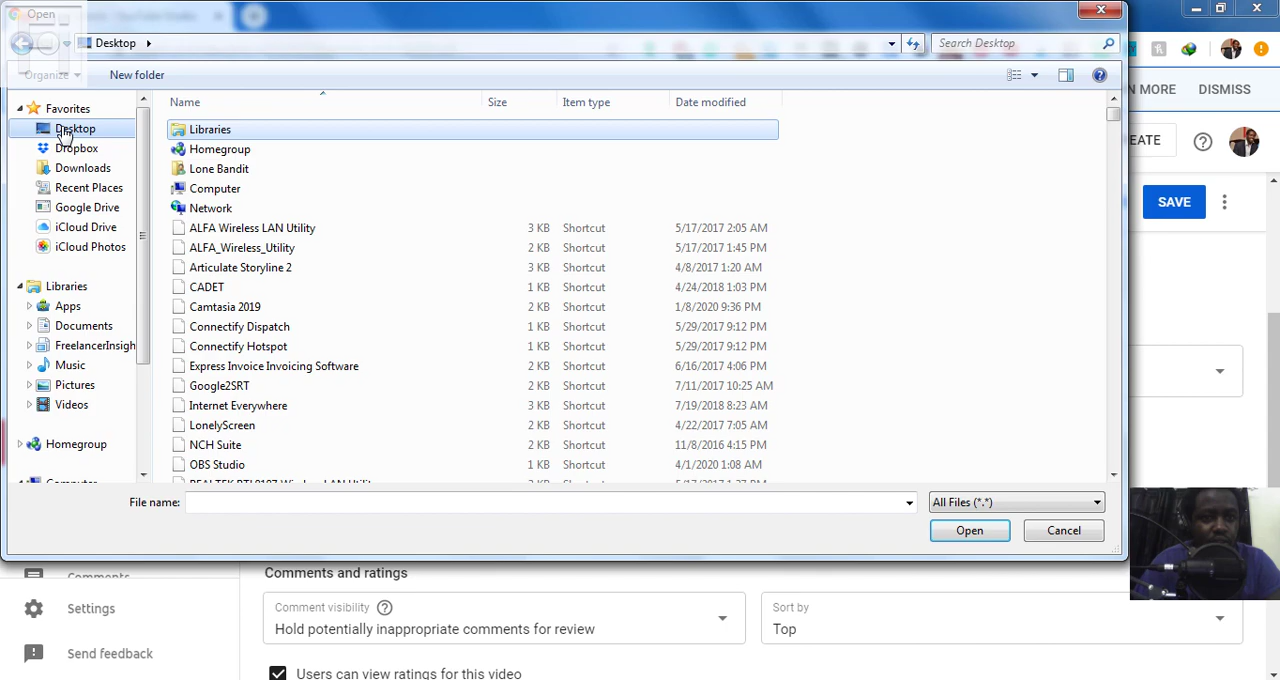 Open
Desktop
Search Desktop
Organize
New folder
Name
Size
Item type
Date modified
Favorites
Desktop
Dropbox
Downloads
Recent Places
Google Drive
iCloud Drive
iCloud Photos
Libraries
Apps
Documents
FreelancerInsigh
Music
Pictures
Videos
Homegroup
Computer
Libraries
Homegroup
Lone Bandit
Computer
Network
ALFA Wireless LAN Utility 3 KB Shortcut 5/17/2017 2:05 AM
ALFA_Wireless_Utility 2 KB Shortcut 5/17/2017 1:45 PM
Articulate Storyline 2 3 KB Shortcut 4/8/2017 1:20 AM
CADET 1 KB Shortcut 4/24/2018 1:03 PM
Camtasia 2019 2 KB Shortcut 1/8/2020 9:36 PM
Connectify Dispatch 1 KB Shortcut 5/29/2017 9:12 PM
Connectify Hotspot 1 KB Shortcut 5/29/2017 9:12 PM
Express Invoice Invoicing Software 2 KB Shortcut 6/16/2017 4:06 PM
Google2SRT 2 KB Shortcut 7/11/2017 10:25 AM
Internet Everywhere 3 KB Shortcut 7/19/2018 8:23 AM
LonelyScreen 2 KB Shortcut 4/22/2017 7:05 AM
NCH Suite 2 KB Shortcut 11/8/2016 4:15 PM
OBS Studio 1 KB Shortcut 4/1/2020 1:08 AM
File name:
All Files (*.*)
Open
Cancel
N MORE
DISMISS
EATE
SAVE
Comments
Settings
Send feedback
Comments and ratings
Comment visibility
Hold potentially inappropriate comments for review
Sort by
Top
Users can view ratings for this video